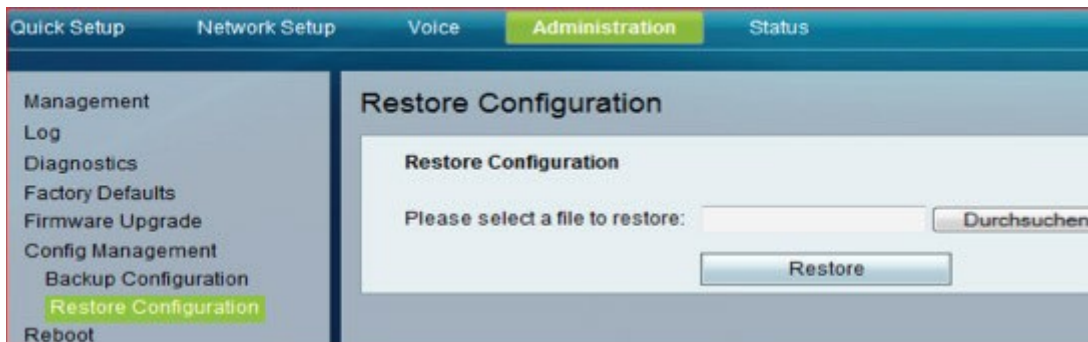 Quick Setup Network Setup Voice Administration Status
Management
Log
Diagnostics
Factory Defaults
Firmware Upgrade
Config Management
Backup Configuration
Restore Configuration
Reboot
Restore Configuration
Restore Configuration
Please select a file to restore: Durchsuchen
Restore